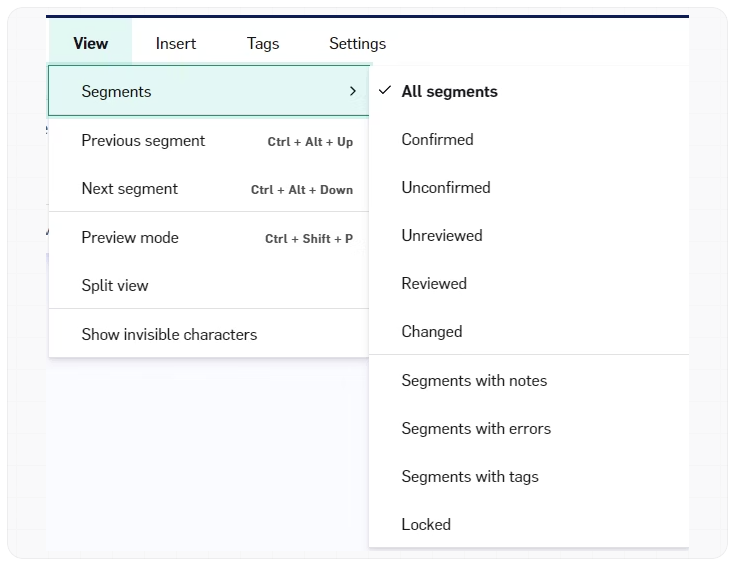 View Insert Tags Settings
Segments
Previous segment Ctrl + Alt + Up
Next segment Ctrl + Alt + Down
Preview mode Ctrl + Shift + P
Split view
Show invisible characters
All segments
Confirmed
Unconfirmed
Unreviewed
Reviewed
Changed
Segments with notes
Segments with errors
Segments with tags
Locked